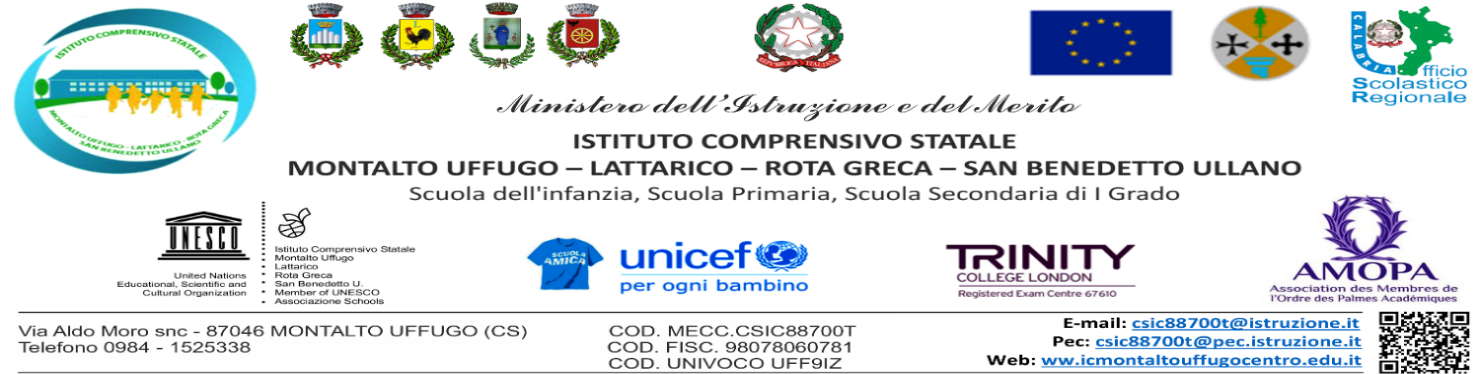 ISTITUTO COMPRENSIVO STATALE
MONTALTO UFFUGO - LATTARICO - ROTA GRECA
SAN BENEDETTO ULLANO
REPVBBLICA ITALIANA
CALABRIA
Ufficio
Scolastico
Regionale
Ministero dell'Istruzione e del Merito
ISTITUTO COMPRENSIVO STATALE
MONTALTO UFFUGO – LATTARICO – ROTA GRECA – SAN BENEDETTO ULLANO
Scuola dell'infanzia, Scuola Primaria, Scuola Secondaria di I Grado
UNESCO
United Nations
Educational, Scientific and
Cultural Organization
Istituto Comprensivo Statale
Montalto Uffugo
Lattarico
Rota Greca
San Benedetto U.
Member of UNESCO
Associazione Schools
SCUOLA
AMICA
unicef
per ogni bambino
TRINITY
COLLEGE LONDON
Registered Exam Centre 67610
AMOPA
Association des Membres de
l'Ordre des Palmes Académiques
Via Aldo Moro snc - 87046 MONTALTO UFFUGO (CS)
Telefono 0984 - 1525338
COD. MECC.CSIC88700T
COD. FISC. 98078060781
COD. UNIVOCO UFF9IZ
E-mail: csic88700t@istruzione.it
Pec: csic88700t@pec.istruzione.it
Web: ww.icmontaltouffugocentro.edu.it